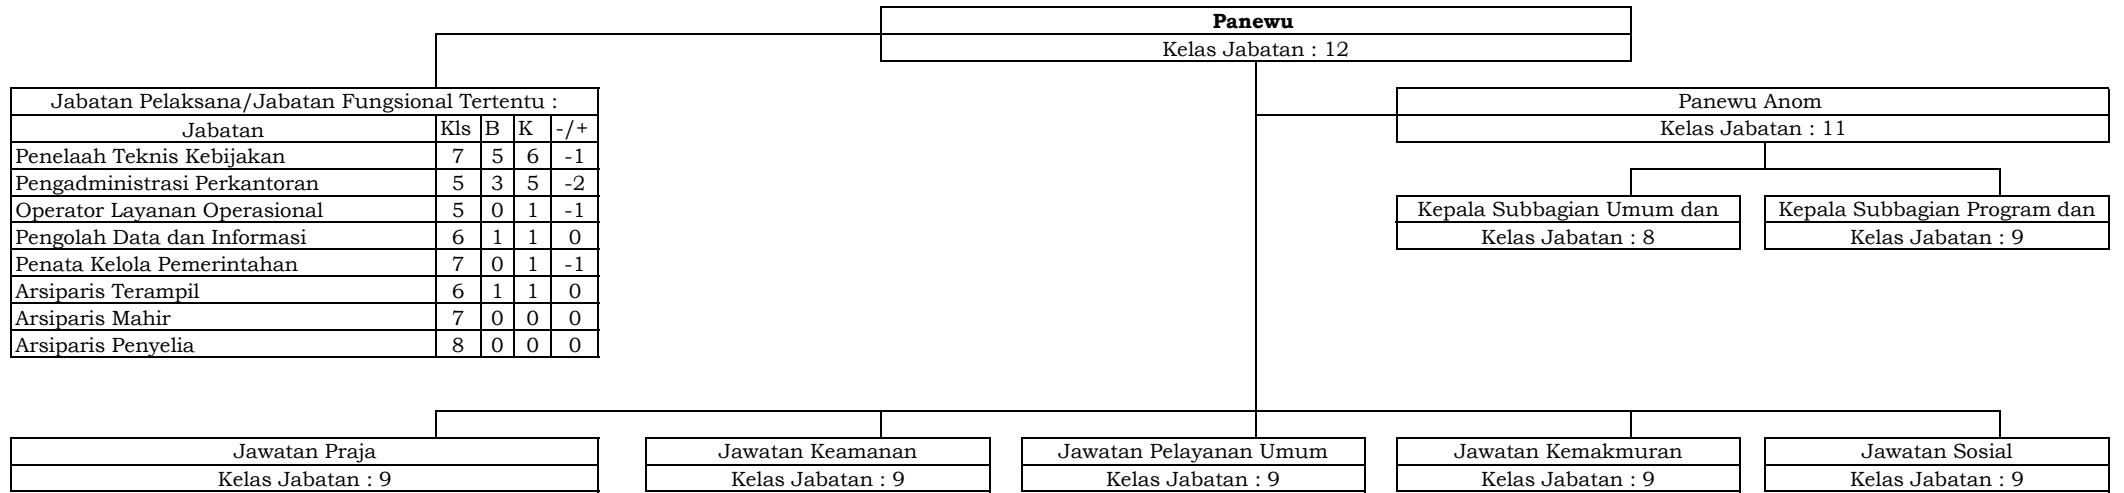 Panewu
Kelas Jabatan : 12
Jabatan Pelaksana/Jabatan Fungsional Tertentu :
Jabatan Kls B K -/+
Penelaah Teknis Kebijakan 7 5 6 -1
Pengadministrasi Perkantoran 5 3 5 -2
Operator Layanan Operasional 5 0 1 -1
Pengolah Data dan Informasi 6 1 1 0
Penata Kelola Pemerintahan 7 0 1 -1
Arsiparis Terampil 6 1 1 0
Arsiparis Mahir 7 0 0 0
Arsiparis Penyelia 8 0 0 0
Panewu Anom
Kelas Jabatan : 11
Kepala Subbagian Umum dan
Kelas Jabatan : 8
Kepala Subbagian Program dan
Kelas Jabatan : 9
Jawatan Praja
Kelas Jabatan : 9
Jawatan Keamanan
Kelas Jabatan : 9
Jawatan Pelayanan Umum
Kelas Jabatan : 9
Jawatan Kemakmuran
Kelas Jabatan : 9
Jawatan Sosial
Kelas Jabatan : 9